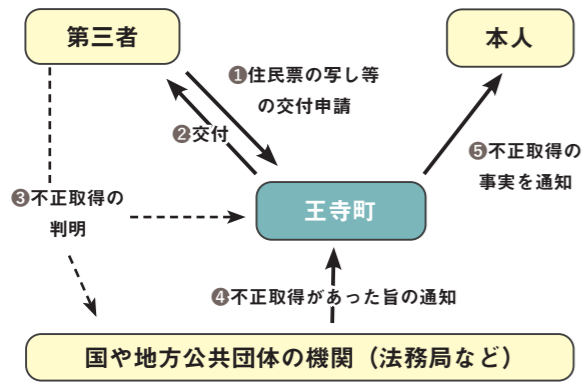 第三者
本人
❶住民票の写し等
の交付申請
❷交付
❸不正取得の
判明
王寺町
❺不正取得の
事実を通知
❹不正取得があった旨の通知
国や地方公共団体の機関（法務局など）